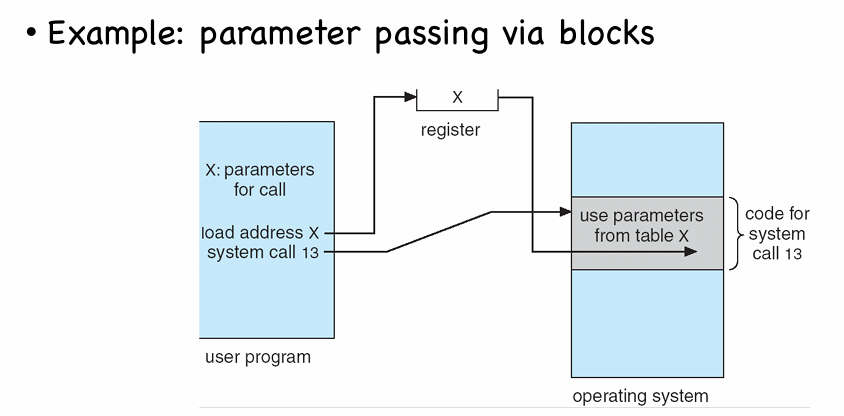 • Example: parameter passing via blocks
X
register
X: parameters
for call
load address X
system call 13
user program
use parameters
from table X
code for
system
call 13
operating system